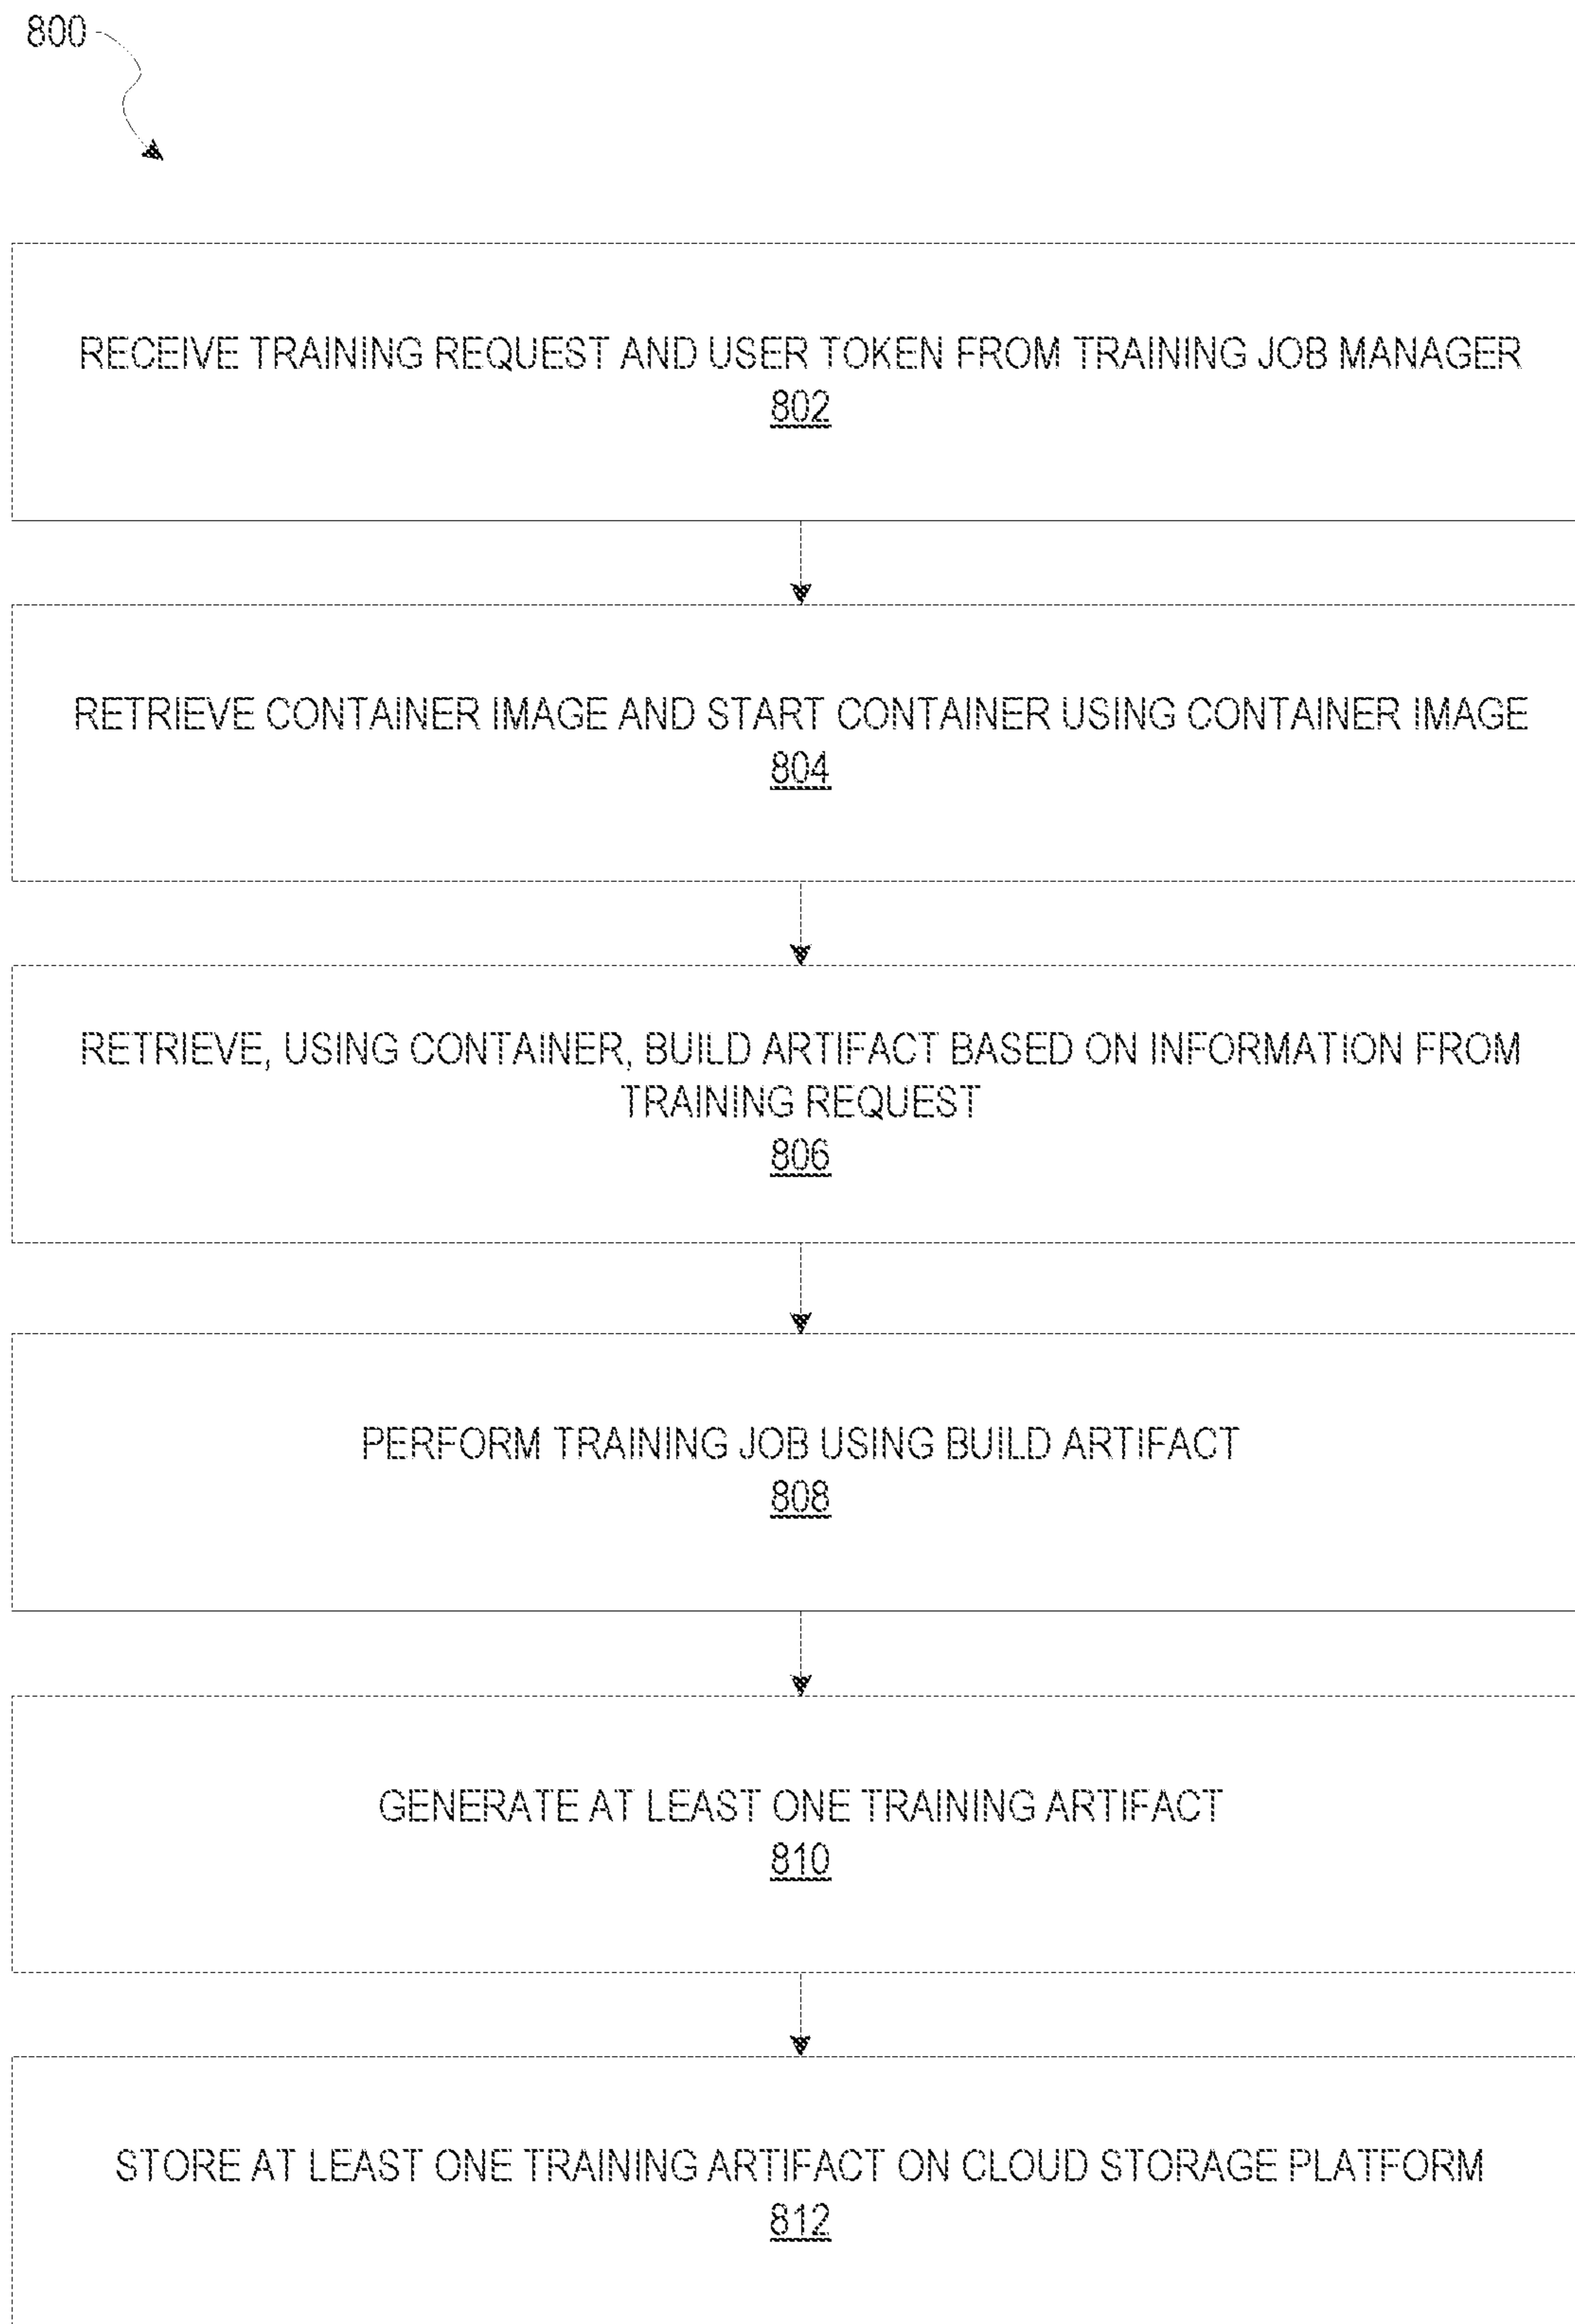 800
RECEIVE TRAINING REQUEST AND USER TOKEN FROM TRAINING JOB MANAGER
802
RETRIEVE CONTAINER IMAGE AND START CONTAINER USING CONTAINER IMAGE
804
RETRIEVE, USING CONTAINER, BUILD ARTIFACT BASED ON INFORMATION FROM
TRAINING REQUEST
806
PERFORM TRAINING JOB USING BUILD ARTIFACT
808
GENERATE AT LEAST ONE TRAINING ARTIFACT
810
STORE AT LEAST ONE TRAINING ARTIFACT ON CLOUD STORAGE PLATFORM
812